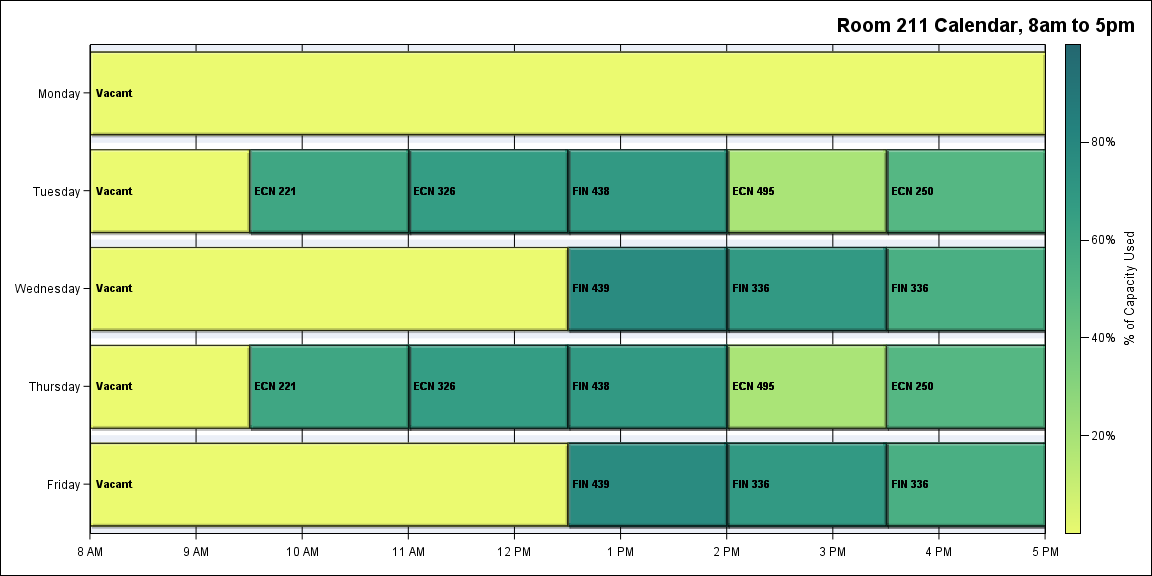 Room 211 Calendar, 8am to 5pm
Monday
Vacant
80%
Tuesday
Vacant
ECN 221
ECN 326
FIN 438
ECN 495
ECN 250
60%
% of Capacity Used
Wednesday
Vacant
FIN 439
FIN 336
FIN 336
40%
Thursday
Vacant
ECN 221
ECN 326
FIN 438
ECN 495
ECN 250
20%
Friday
Vacant
FIN 439
FIN 336
FIN 336
8 AM
9 AM
10 AM
11 AM
12 PM
1 PM
2 PM
3 PM
4 PM
5 PM